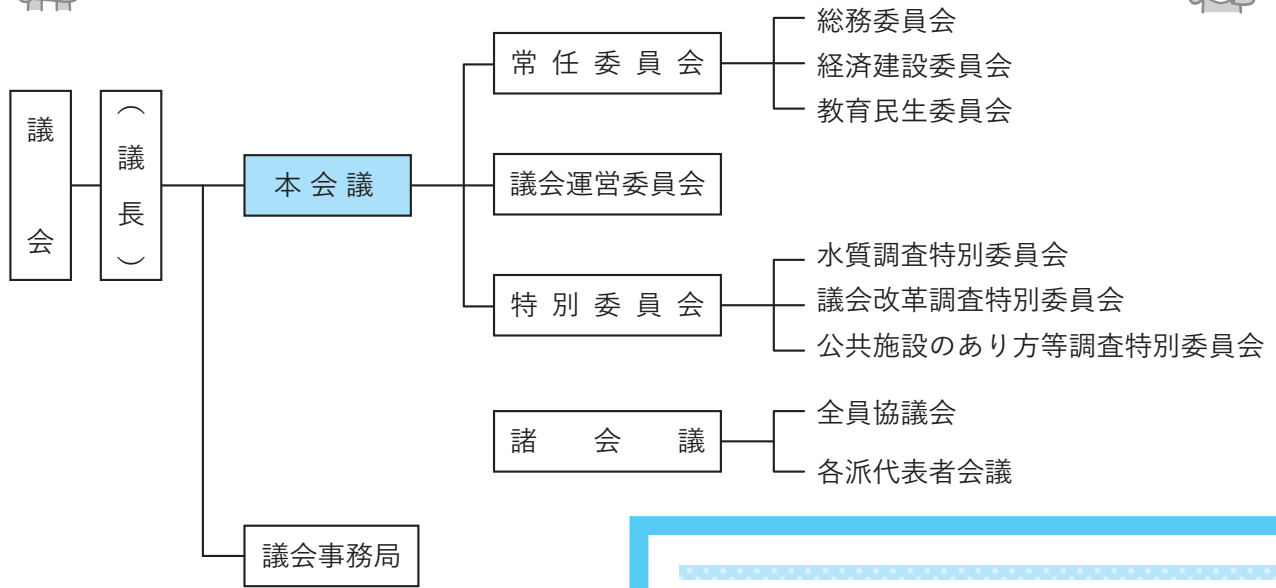 議会
（議長）
本会議
常任委員会
総務委員会
経済建設委員会
教育民生委員会
議会運営委員会
特別委員会
水質調査特別委員会
議会改革調査特別委員会
公共施設のあり方等調査特別委員会
諸会議
全員協議会
各派代表者会議
議会事務局